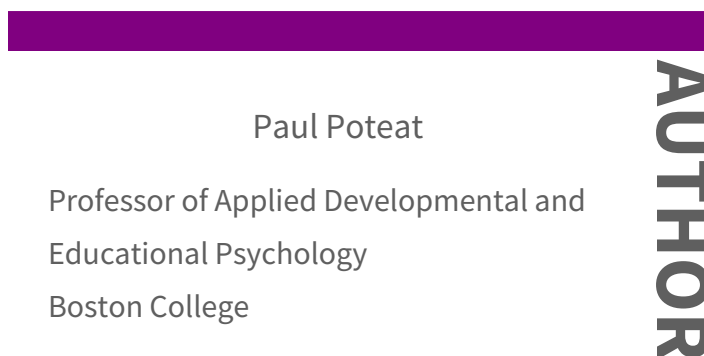 Paul Poteat
Professor of Applied Developmental and
Educational Psychology
Boston College
AUTHOR